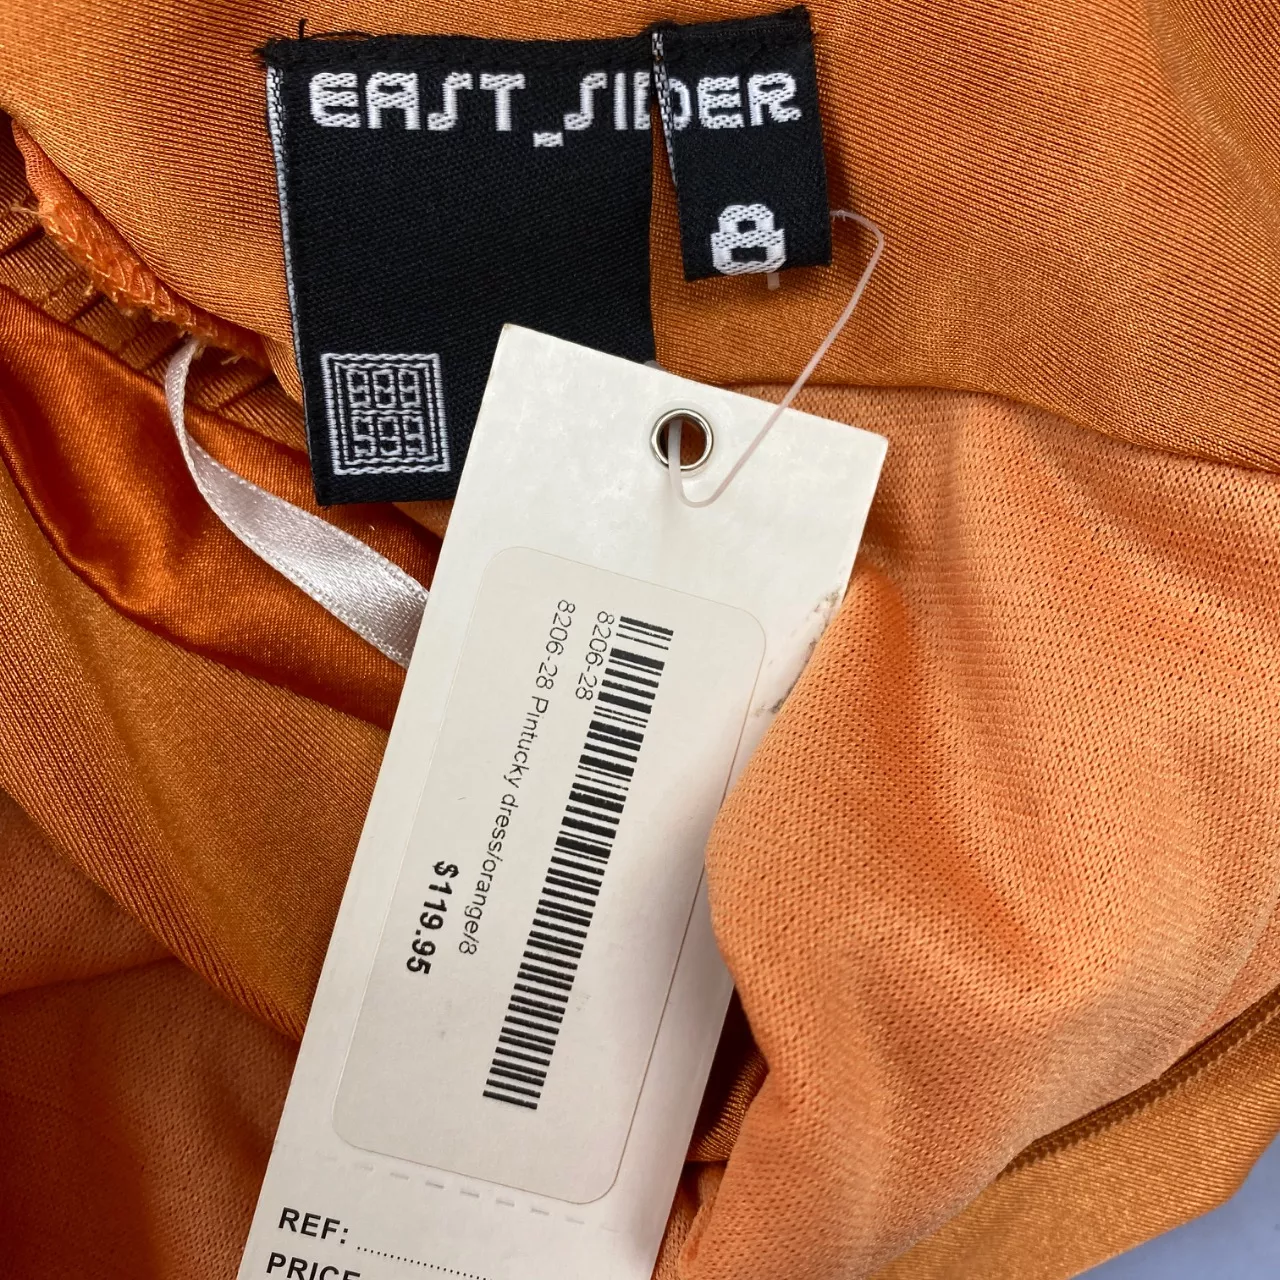 EAST_SIDER
8
8206-28
8206-28 Pintucky dress/orange/8
$119.95
REF:
PRICE